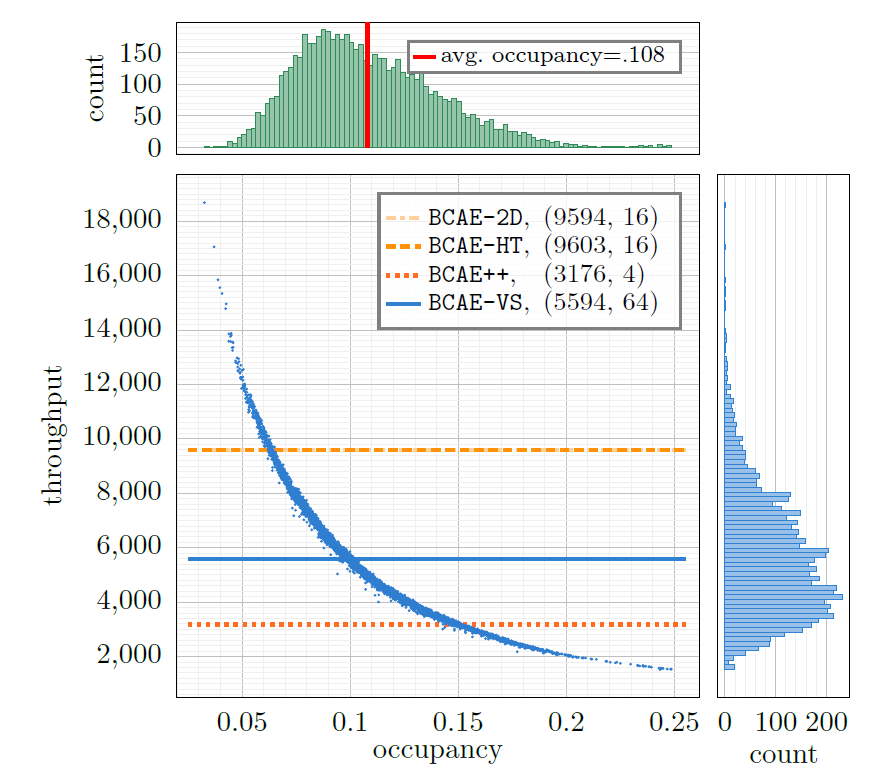 150
100
50
0
count
avg. occupancy=.108
18,000
16,000
14,000
12,000
10,000
8,000
6,000
4,000
2,000
throughput
BCAE-2D, (9594, 16)
BCAE-HT, (9603, 16)
BCAE++, (3176, 4)
BCAE-VS, (5594, 64)
0.05 0.1 0.15 0.2 0.25
occupancy
0 100 200
count